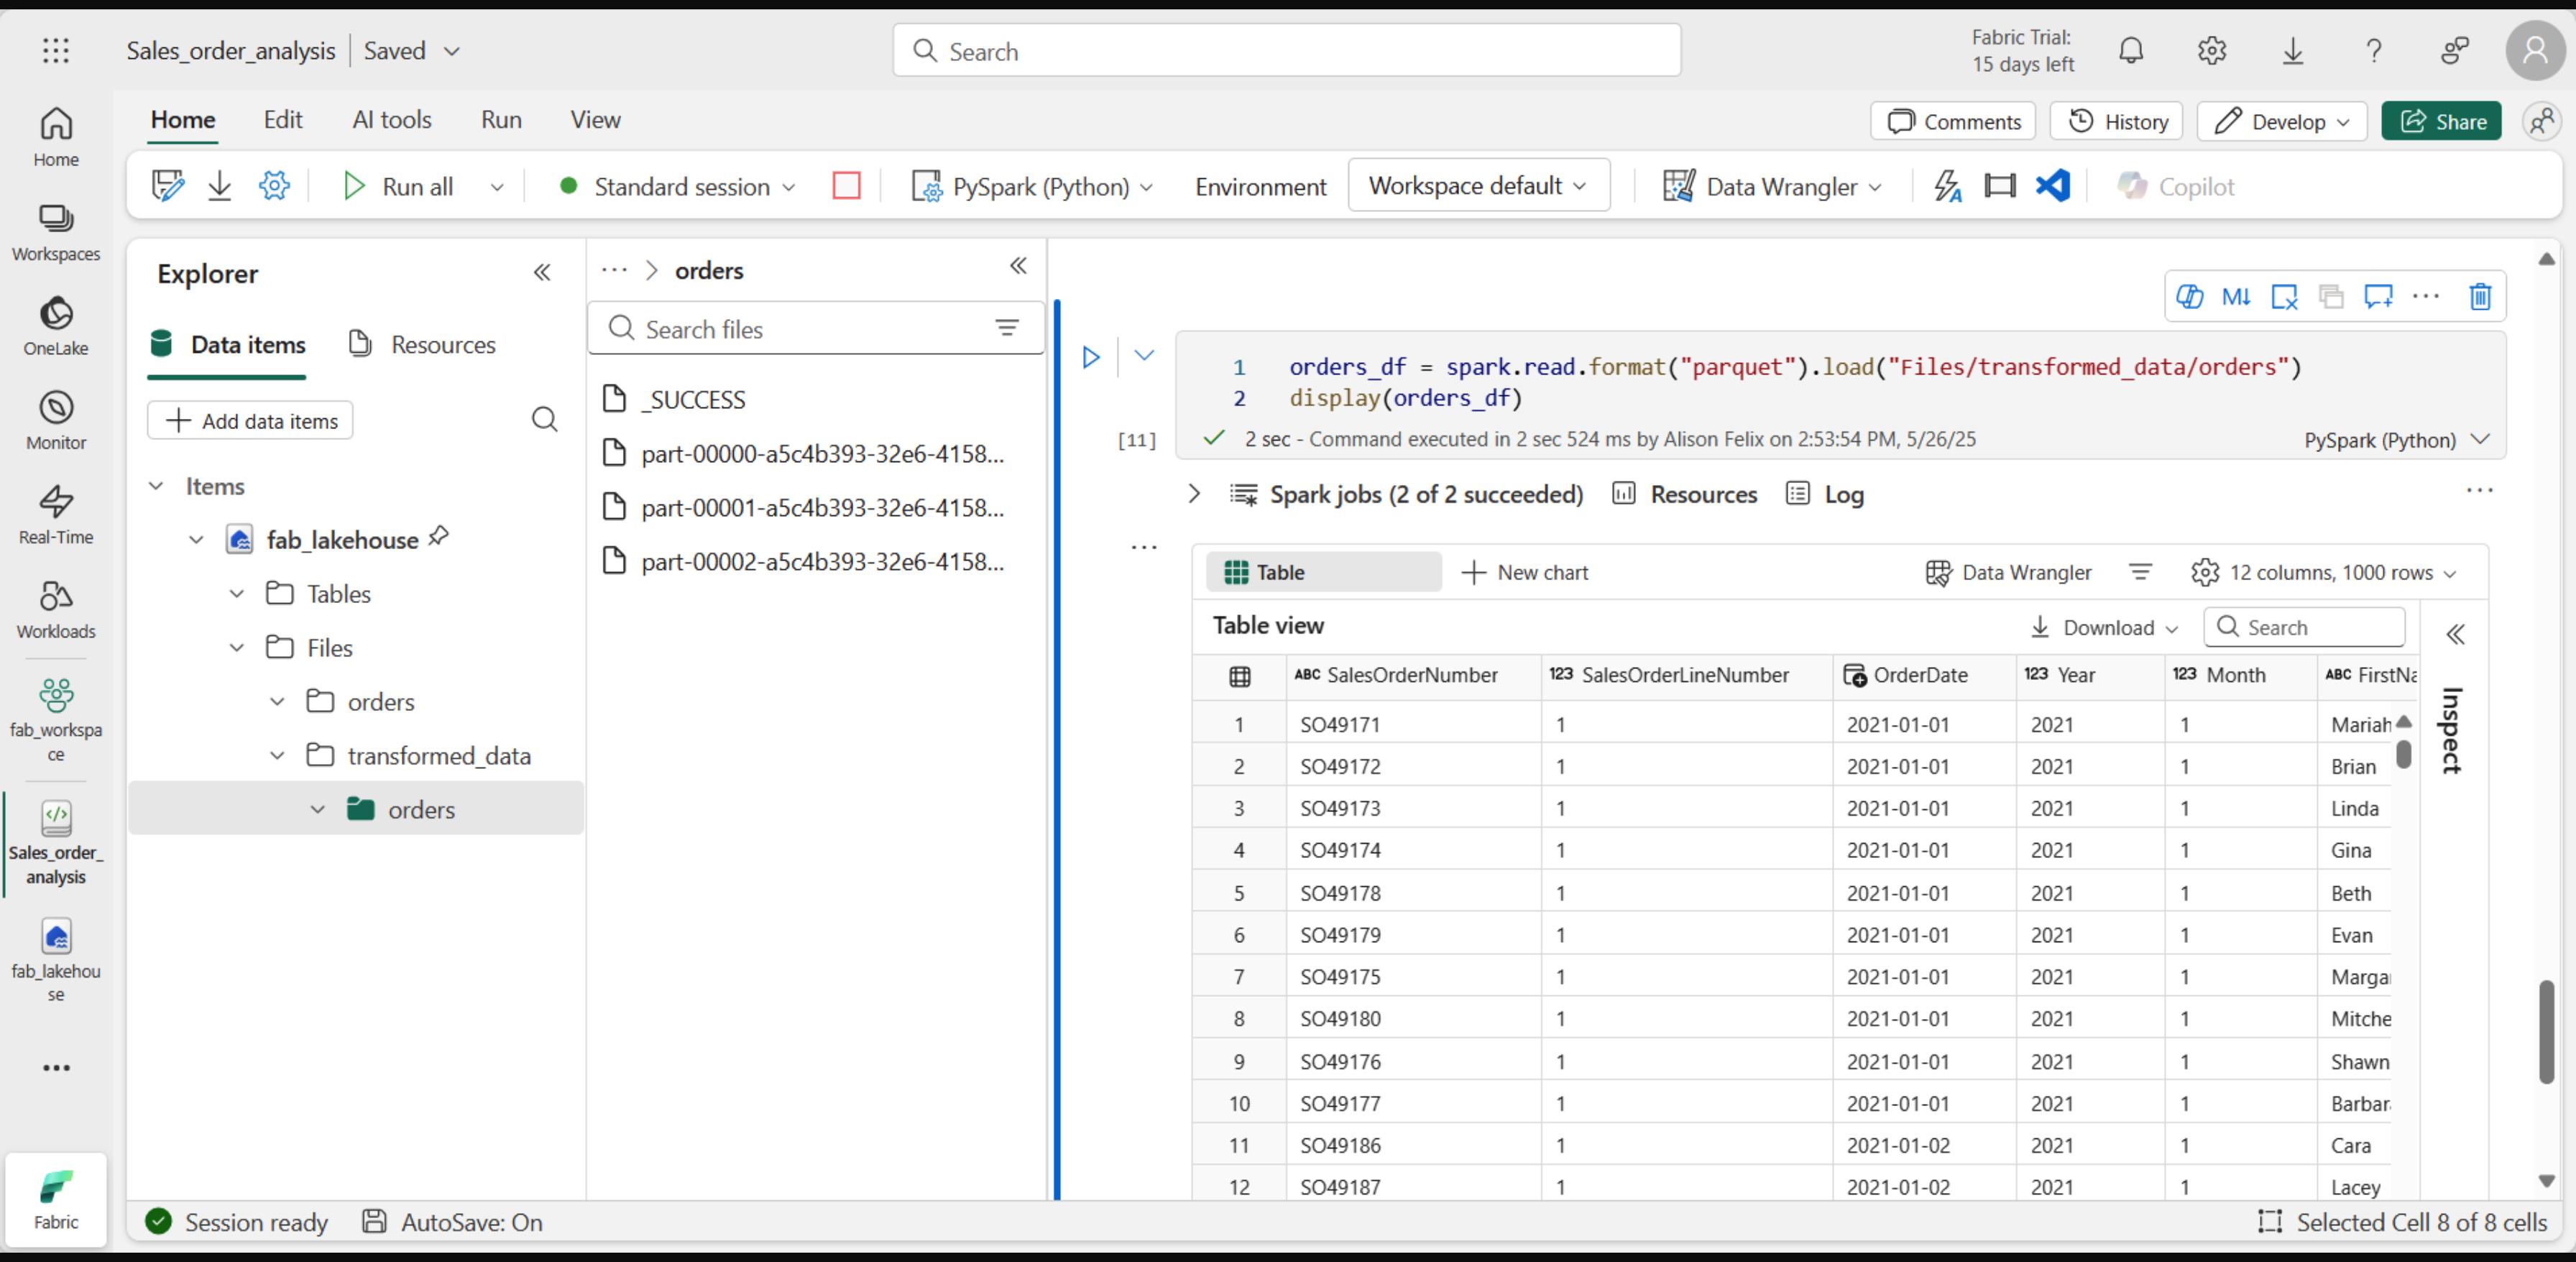 Sales_order_analysis Saved
Search
Fabric Trial:
15 days left
Home Edit AI tools Run View
Comments History Develop Share
Run all Standard session PySpark (Python) Environment Workspace default Data Wrangler Copilot
Home
Workspaces
OneLake
Monitor
Real-Time
Workloads
fab_workspa
ce
Sales_order_
analysis
fab_lakehou
se
Fabric
Explorer
Data items Resources
Add data items
Items
fab_lakehouse
Tables
Files
orders
transformed_data
orders
... > orders
Search files
_SUCCESS
part-00000-a5c4b393-32e6-4158...
part-00001-a5c4b393-32e6-4158...
part-00002-a5c4b393-32e6-4158...
M↓
1 orders_df = spark.read.format("parquet").load("Files/transformed_data/orders")
2 display(orders_df)
[11] 2 sec - Command executed in 2 sec 524 ms by Alison Felix on 2:53:54 PM, 5/26/25 PySpark (Python)
Spark jobs (2 of 2 succeeded) Resources Log
Table New chart Data Wrangler 12 columns, 1000 rows
Table view Download Search
Inspect
ABC SalesOrderNumber 123 SalesOrderLineNumber OrderDate 123 Year 123 Month ABC FirstNa
1 SO49171 1 2021-01-01 2021 1 Mariah
2 SO49172 1 2021-01-01 2021 1 Brian
3 SO49173 1 2021-01-01 2021 1 Linda
4 SO49174 1 2021-01-01 2021 1 Gina
5 SO49178 1 2021-01-01 2021 1 Beth
6 SO49179 1 2021-01-01 2021 1 Evan
7 SO49175 1 2021-01-01 2021 1 Margai
8 SO49180 1 2021-01-01 2021 1 Mitche
9 SO49176 1 2021-01-01 2021 1 Shawn
10 SO49177 1 2021-01-01 2021 1 Barbar
11 SO49186 1 2021-01-02 2021 1 Cara
12 SO49187 1 2021-01-02 2021 1 Lacey
Session ready AutoSave: On Selected Cell 8 of 8 cells